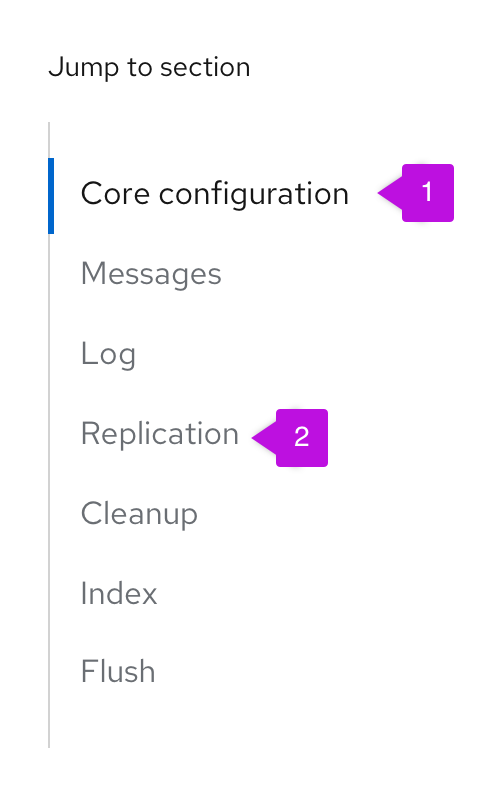 Jump to section
Core configuration 1
Messages
Log
Replication 2
Cleanup
Index
Flush